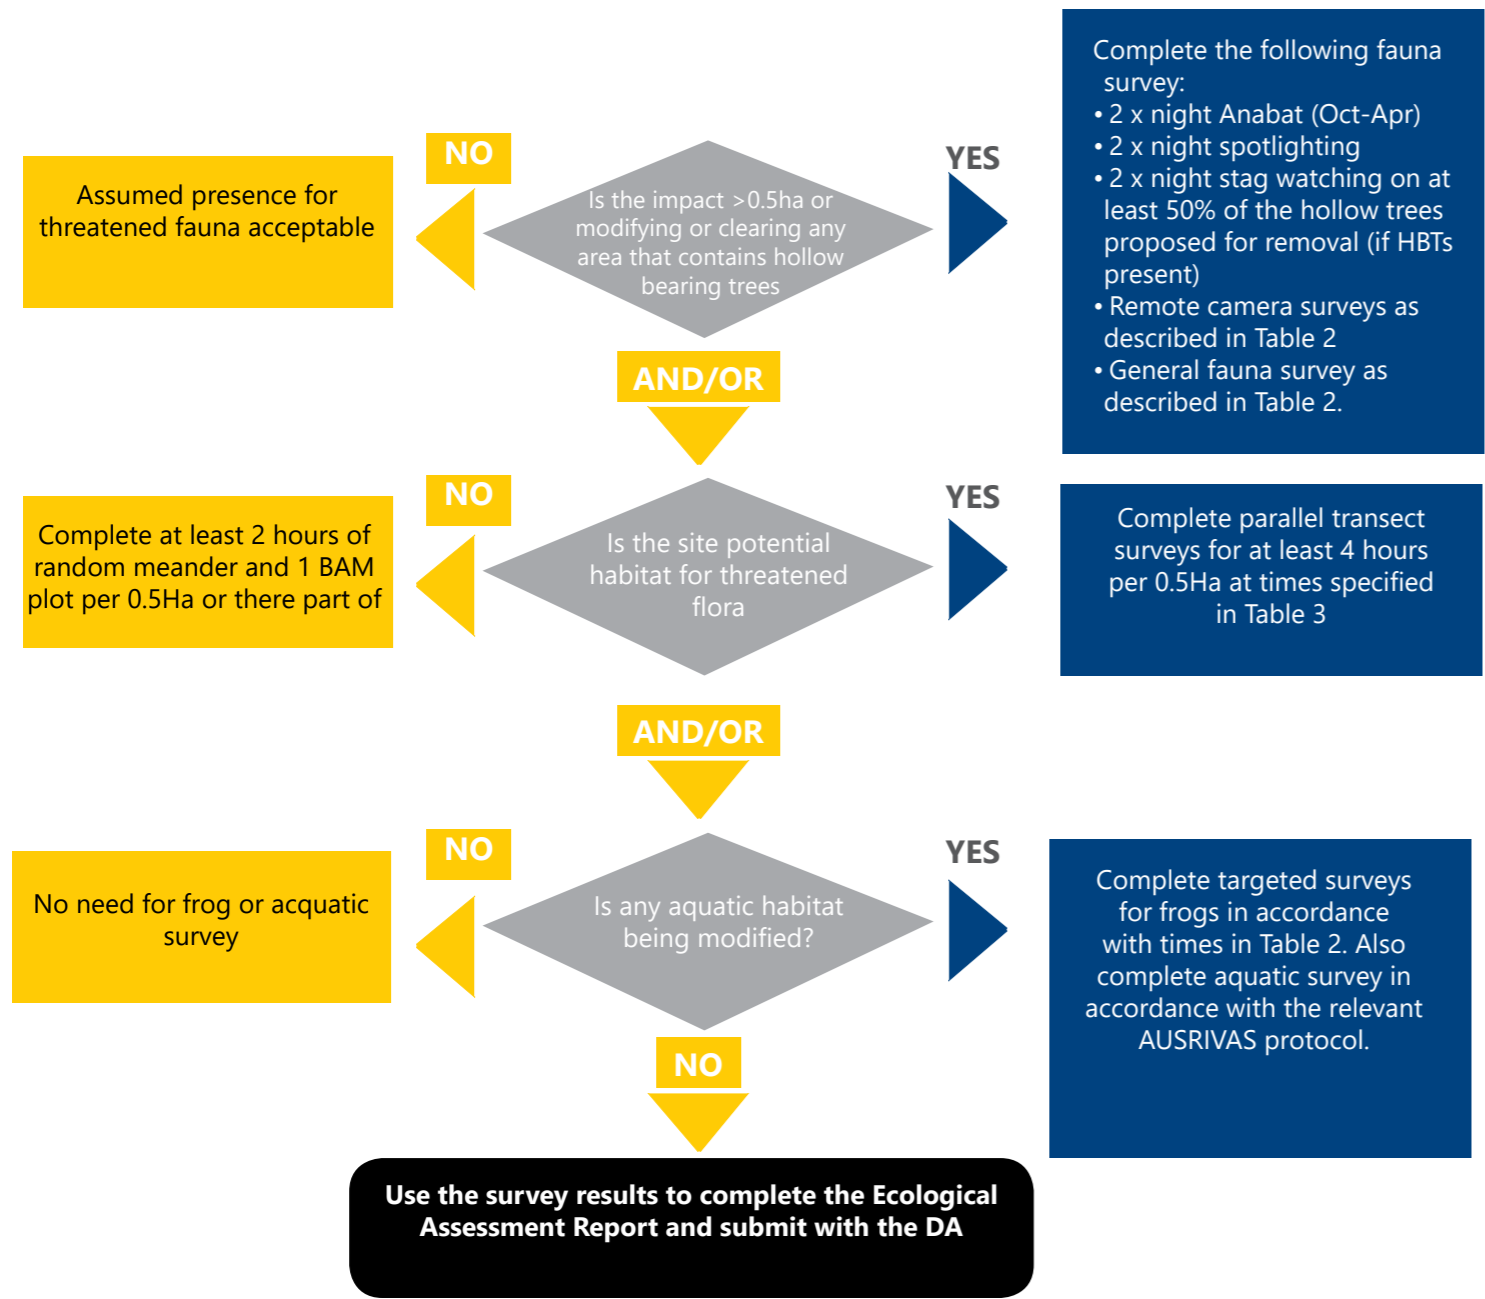 NO
Is the impact >0.5ha or
modifying or clearing any
area that contains hollow
bearing trees
YES
Assumed presence for
threatened fauna acceptable
Complete the following fauna
survey:
• 2 x night Anabat (Oct-Apr)
• 2 x night spotlighting
• 2 x night stag watching on at
least 50% of the hollow trees
proposed for removal (if HBTs
present)
• Remote camera surveys as
described in Table 2
• General fauna survey as
described in Table 2.
AND/OR
NO
Is the site potential
habitat for threatened
flora
YES
Complete at least 2 hours of
random meander and 1 BAM
plot per 0.5Ha or there part of
Complete parallel transect
surveys for at least 4 hours
per 0.5Ha at times specified
in Table 3
AND/OR
NO
Is any aquatic habitat
being modified?
YES
No need for frog or acquatic
survey
Complete targeted surveys
for frogs in accordance
with times in Table 2. Also
complete aquatic survey in
accordance with the relevant
AUSRIVAS protocol.
NO
Use the survey results to complete the Ecological
Assessment Report and submit with the DA